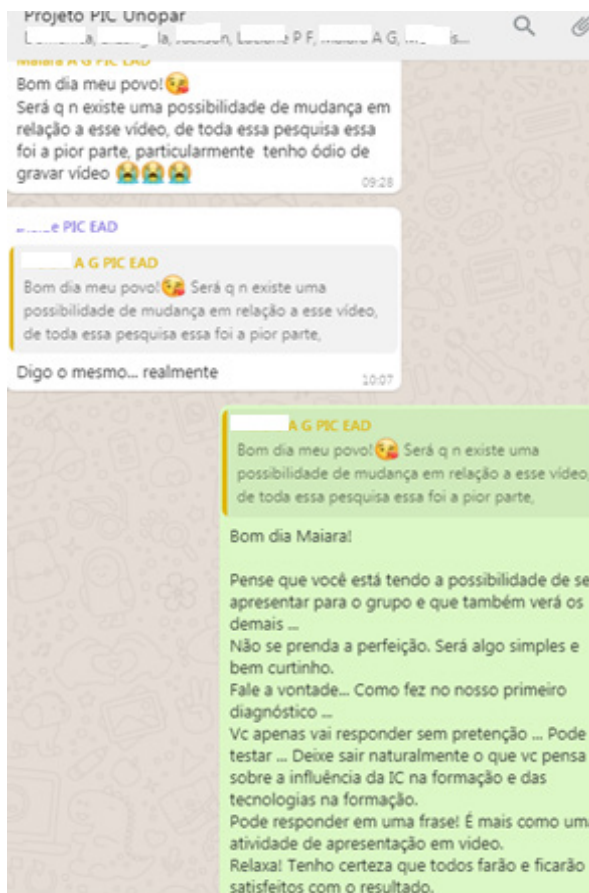 Projeto PIC Unopar
P F, A G,
Maiara A G PIC EAD
Bom dia meu povo!😘
Será q n existe uma possibilidade de mudança em
relação a esse vídeo, de toda essa pesquisa essa
foi a pior parte, particularmente tenho ódio de
gravar vídeo 😭😭😭
09:28
PIC EAD
A G PIC EAD
Bom dia meu povo!😘 Será q n existe uma
possibilidade de mudança em relação a esse vídeo,
de toda essa pesquisa essa foi a pior parte,
Digo o mesmo... realmente
10:07
A G PIC EAD
Bom dia meu povo!😘 Será q n existe uma
possibilidade de mudança em relação a esse vídeo,
de toda essa pesquisa essa foi a pior parte,
Bom dia Maiara!
Pense que você está tendo a possibilidade de se
apresentar para o grupo e que também verá os
demais ...
Não se prenda a perfeição. Será algo simples e
bem curtinho.
Fale a vontade... Como fez no nosso primeiro
diagnóstico ...
Vc apenas vai responder sem pretenção ... Pode
testar ... Deixe sair naturalmente o que vc pensa
sobre a influência da IC na formação e das
tecnologias na formação.
Pode responder em uma frase! É mais como uma
atividade de apresentação em video.
Relaxa! Tenho certeza que todos farão e ficarão
satisfeitos com o resultado.